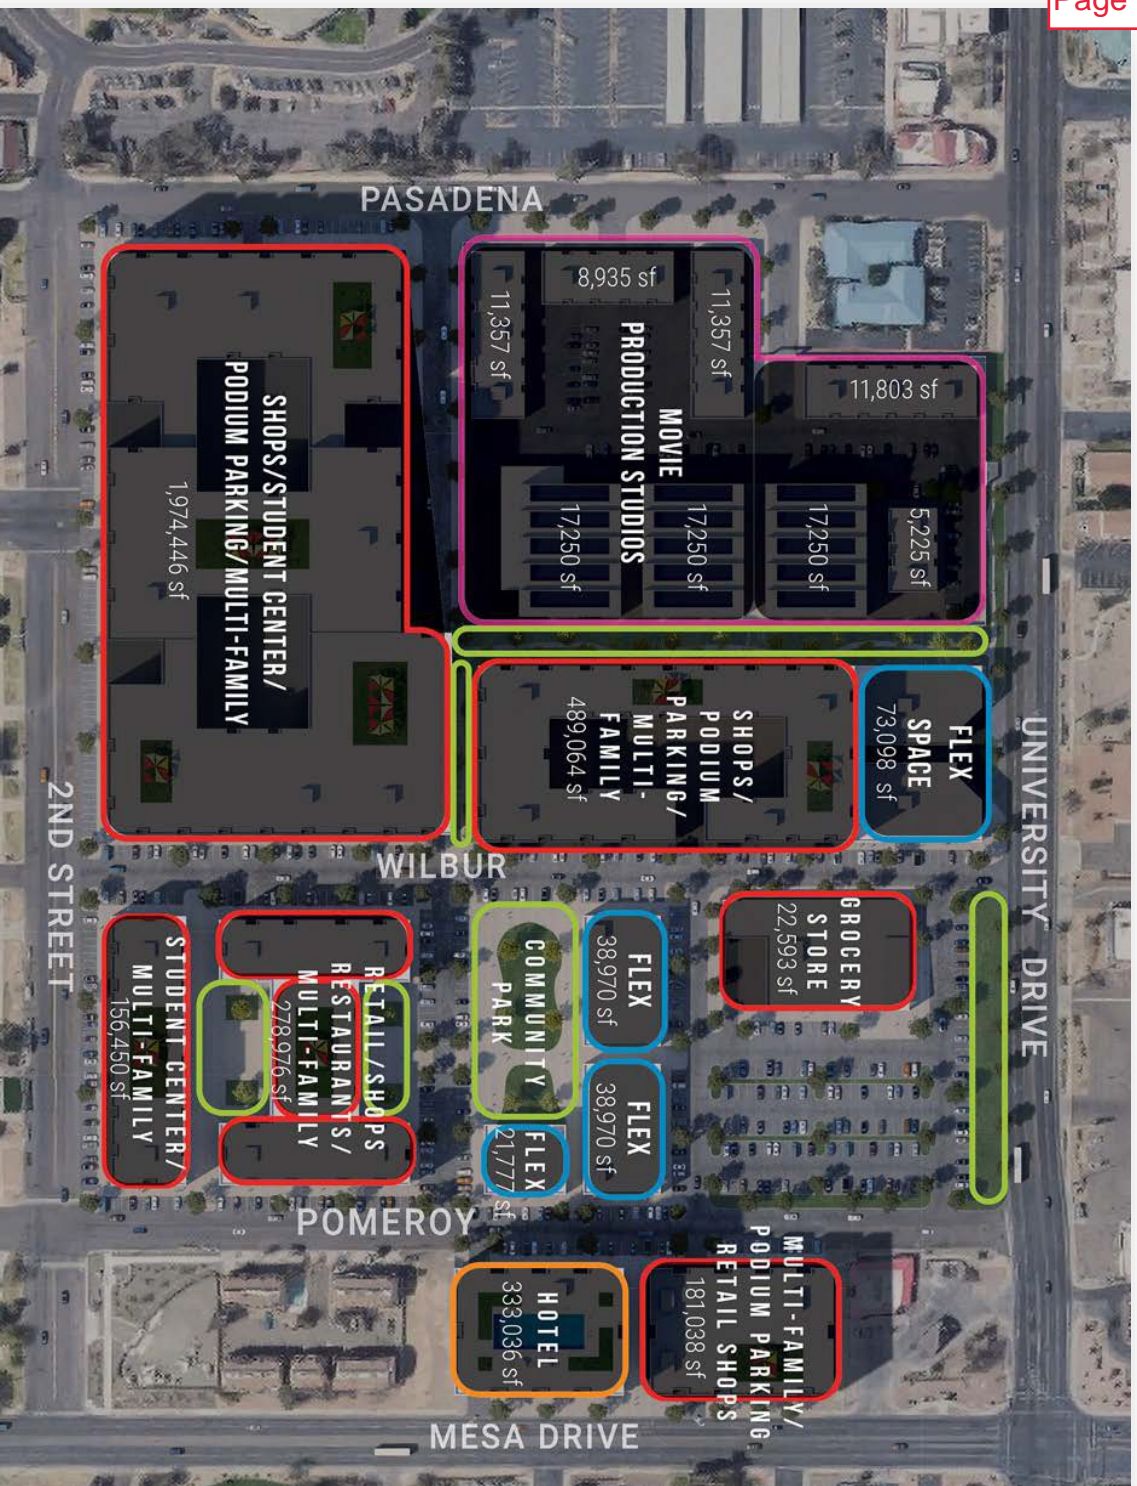 Page
PASADENA
8,935 sf
11,357 sf
11,357 sf
11,803 sf
MOVIE
PRODUCTION STUDIOS
17,250 sf
17,250 sf
17,250 sf
5,225 sf
SHOPS/STUDENT CENTER/
PODIUM PARKING/MULTI-FAMILY
1,974,446 sf
SHOPS/
PODIUM
PARKING/
MULTI-
FAMILY
489,064 sf
FLEX
SPACE
73,098 sf
UNIVERSITY DRIVE
2ND STREET
WILBUR
GROCERY
STORE
22,593 sf
FLEX
38,970 sf
FLEX
38,970 sf
COMMUNITY
PARK
FLEX
21,777 sf
RETAIL/SHOPS
RESTAURANTS/
MULTI-FAMILY
278,976 sf
STUDENT CENTER/
MULTI-FAMILY
156,450 sf
POMEROY
HOTEL
333,036 sf
MULTI-FAMILY/
PODIUM PARKING
RETAIL SHOPS
181,038 sf
MESA DRIVE